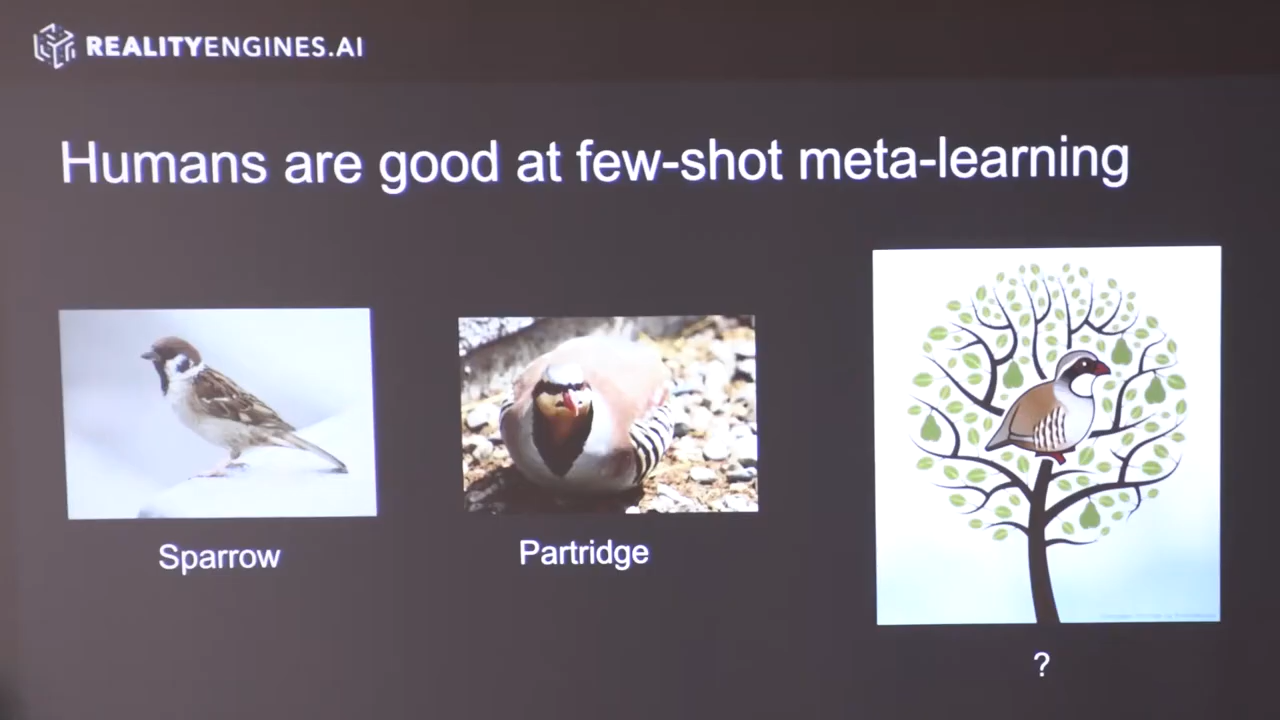 REALITYENGINES.AI
Humans are good at few-shot meta-learning
Sparrow
Partridge
?